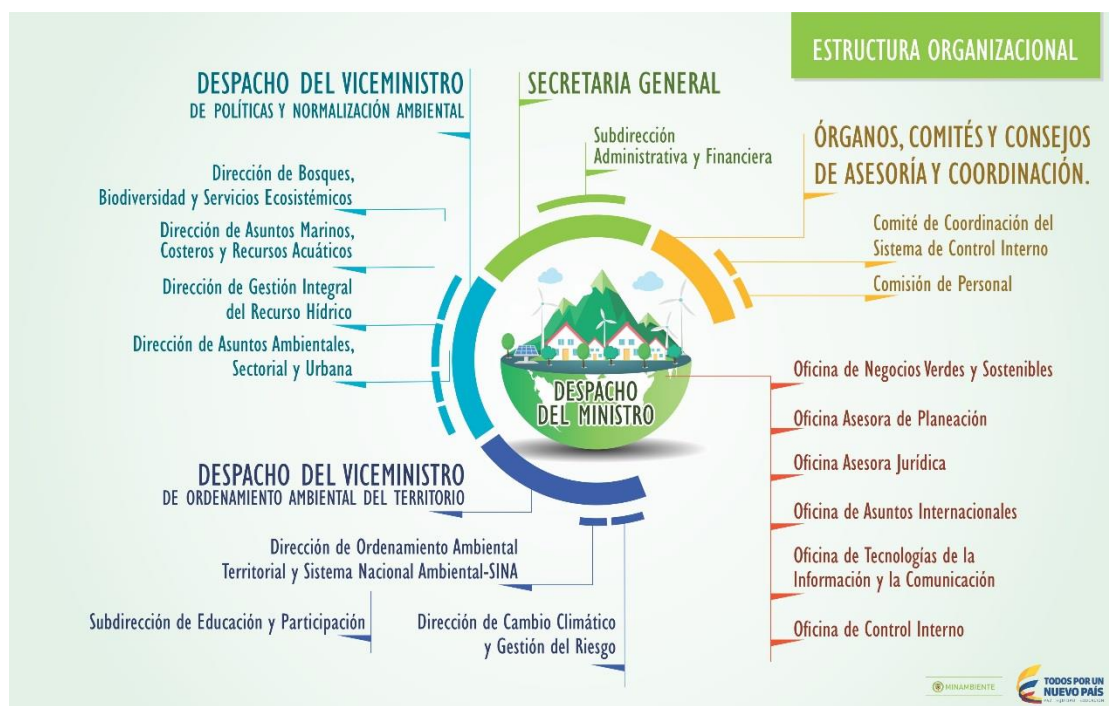 ESTRUCTURA ORGANIZACIONAL
DESPACHO DEL VICEMINISTRO
DE POLÍTICAS Y NORMALIZACIÓN AMBIENTAL
Dirección de Bosques,
Biodiversidad y Servicios Ecosistémicos
Dirección de Asuntos Marinos,
Costeros y Recursos Acuáticos
Dirección de Gestión Integral
del Recurso Hídrico
Dirección de Asuntos Ambientales,
Sectorial y Urbana
SECRETARIA GENERAL
Subdirección
Administrativa y Financiera
ÓRGANOS, COMITÉS Y CONSEJOS
DE ASESORÍA Y COORDINACIÓN.
Comité de Coordinación del
Sistema de Control Interno
Comisión de Personal
DESPACHO
DEL MINISTRO
Oficina de Negocios Verdes y Sostenibles
Oficina Asesora de Planeación
Oficina Asesora Jurídica
Oficina de Asuntos Internacionales
Oficina de Tecnologías de la
Información y la Comunicación
Oficina de Control Interno
DESPACHO DEL VICEMINISTRO
DE ORDENAMIENTO AMBIENTAL DEL TERRITORIO
Dirección de Ordenamiento Ambiental
Territorial y Sistema Nacional Ambiental-SINA
Subdirección de Educación y Participación
Dirección de Cambio Climático
y Gestión del Riesgo
MINAMBIENTE
TODOS POR UN
NUEVO PAÍS